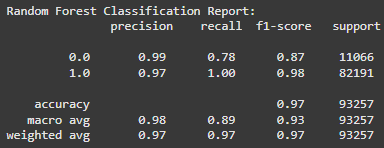 Random Forest Classification Report:
precision recall f1-score support
0.0 0.99 0.78 0.87 11066
1.0 0.97 1.00 0.98 82191
accuracy 0.97 93257
macro avg 0.98 0.89 0.93 93257
weighted avg 0.97 0.97 0.97 93257